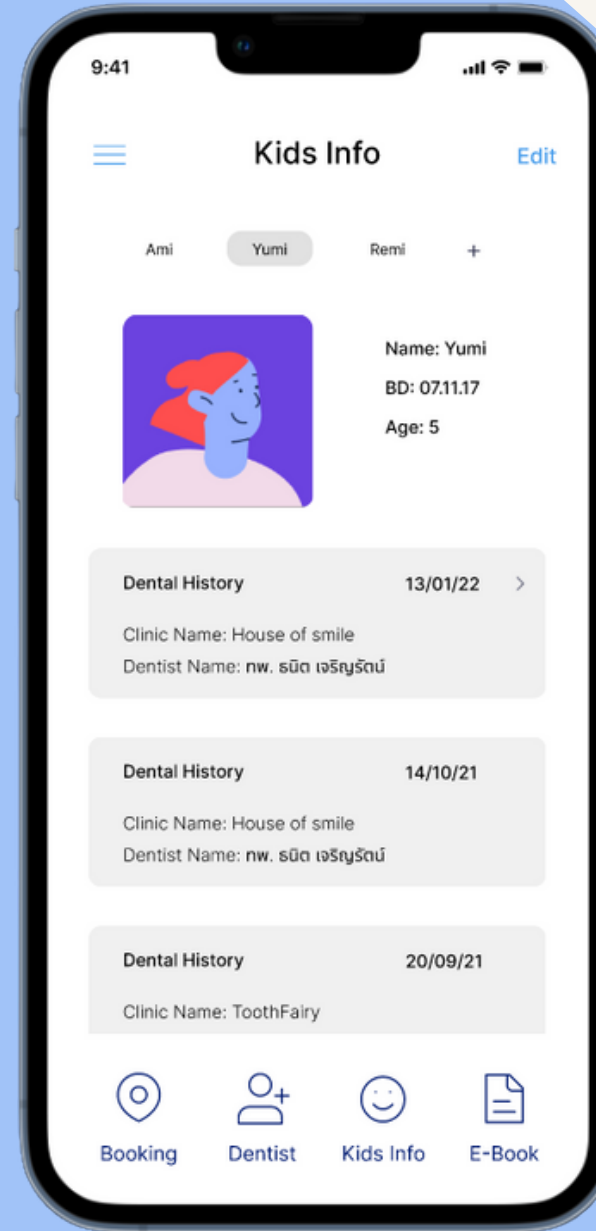 9:41
Kids Info
Edit
Ami Yumi Remi +
Name: Yumi
BD: 07.11.17
Age: 5
Dental History 13/01/22 >
Clinic Name: House of smile
Dentist Name: ทพ. ธนิต เจริญรัตน์
Dental History 14/10/21
Clinic Name: House of smile
Dentist Name: ทพ. ธนิต เจริญรัตน์
Dental History 20/09/21
Clinic Name: ToothFairy
Booking Dentist Kids Info E-Book